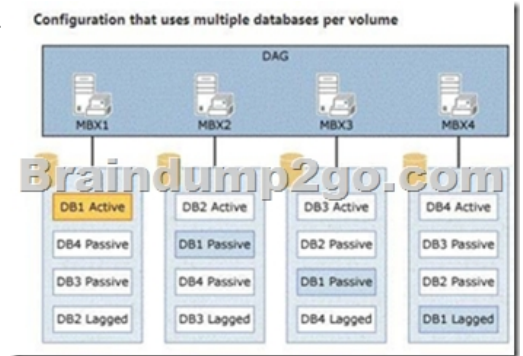 Configuration that uses multiple databases per volume
DAG
MBX1 MBX2 MBX3 MBX4
Braindump2go.com
DB1 Active DB2 Active DB3 Active DB4 Active
DB4 Passive DB1 Passive DB2 Passive DB3 Passive
DB3 Passive DB4 Passive DB1 Passive DB2 Passive
DB2 Lagged DB3 Lagged DB4 Lagged DB1 Lagged